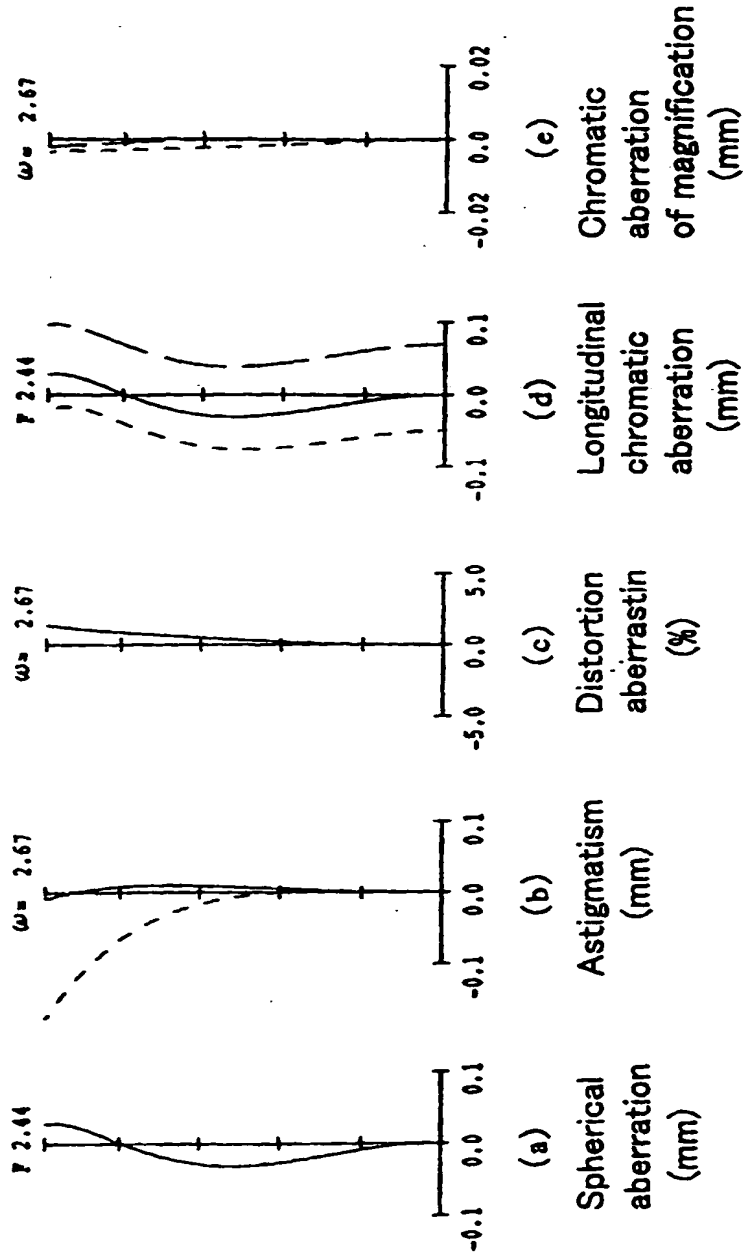 F 2.44
-0.1 0.0 0.1
(a)
Spherical
aberration
(mm)
ω= 2.67
-0.1 0.0 0.1
(b)
Astigmatism
(mm)
ω= 2.67
-5.0 0.0 5.0
(c)
Distortion
aberrastin
(%)
F 2.44
-0.1 0.0 0.1
(d)
Longitudinal
chromatic
aberration
(mm)
ω= 2.67
-0.02 0.0 0.02
(e)
Chromatic
aberration
of magnification
(mm)